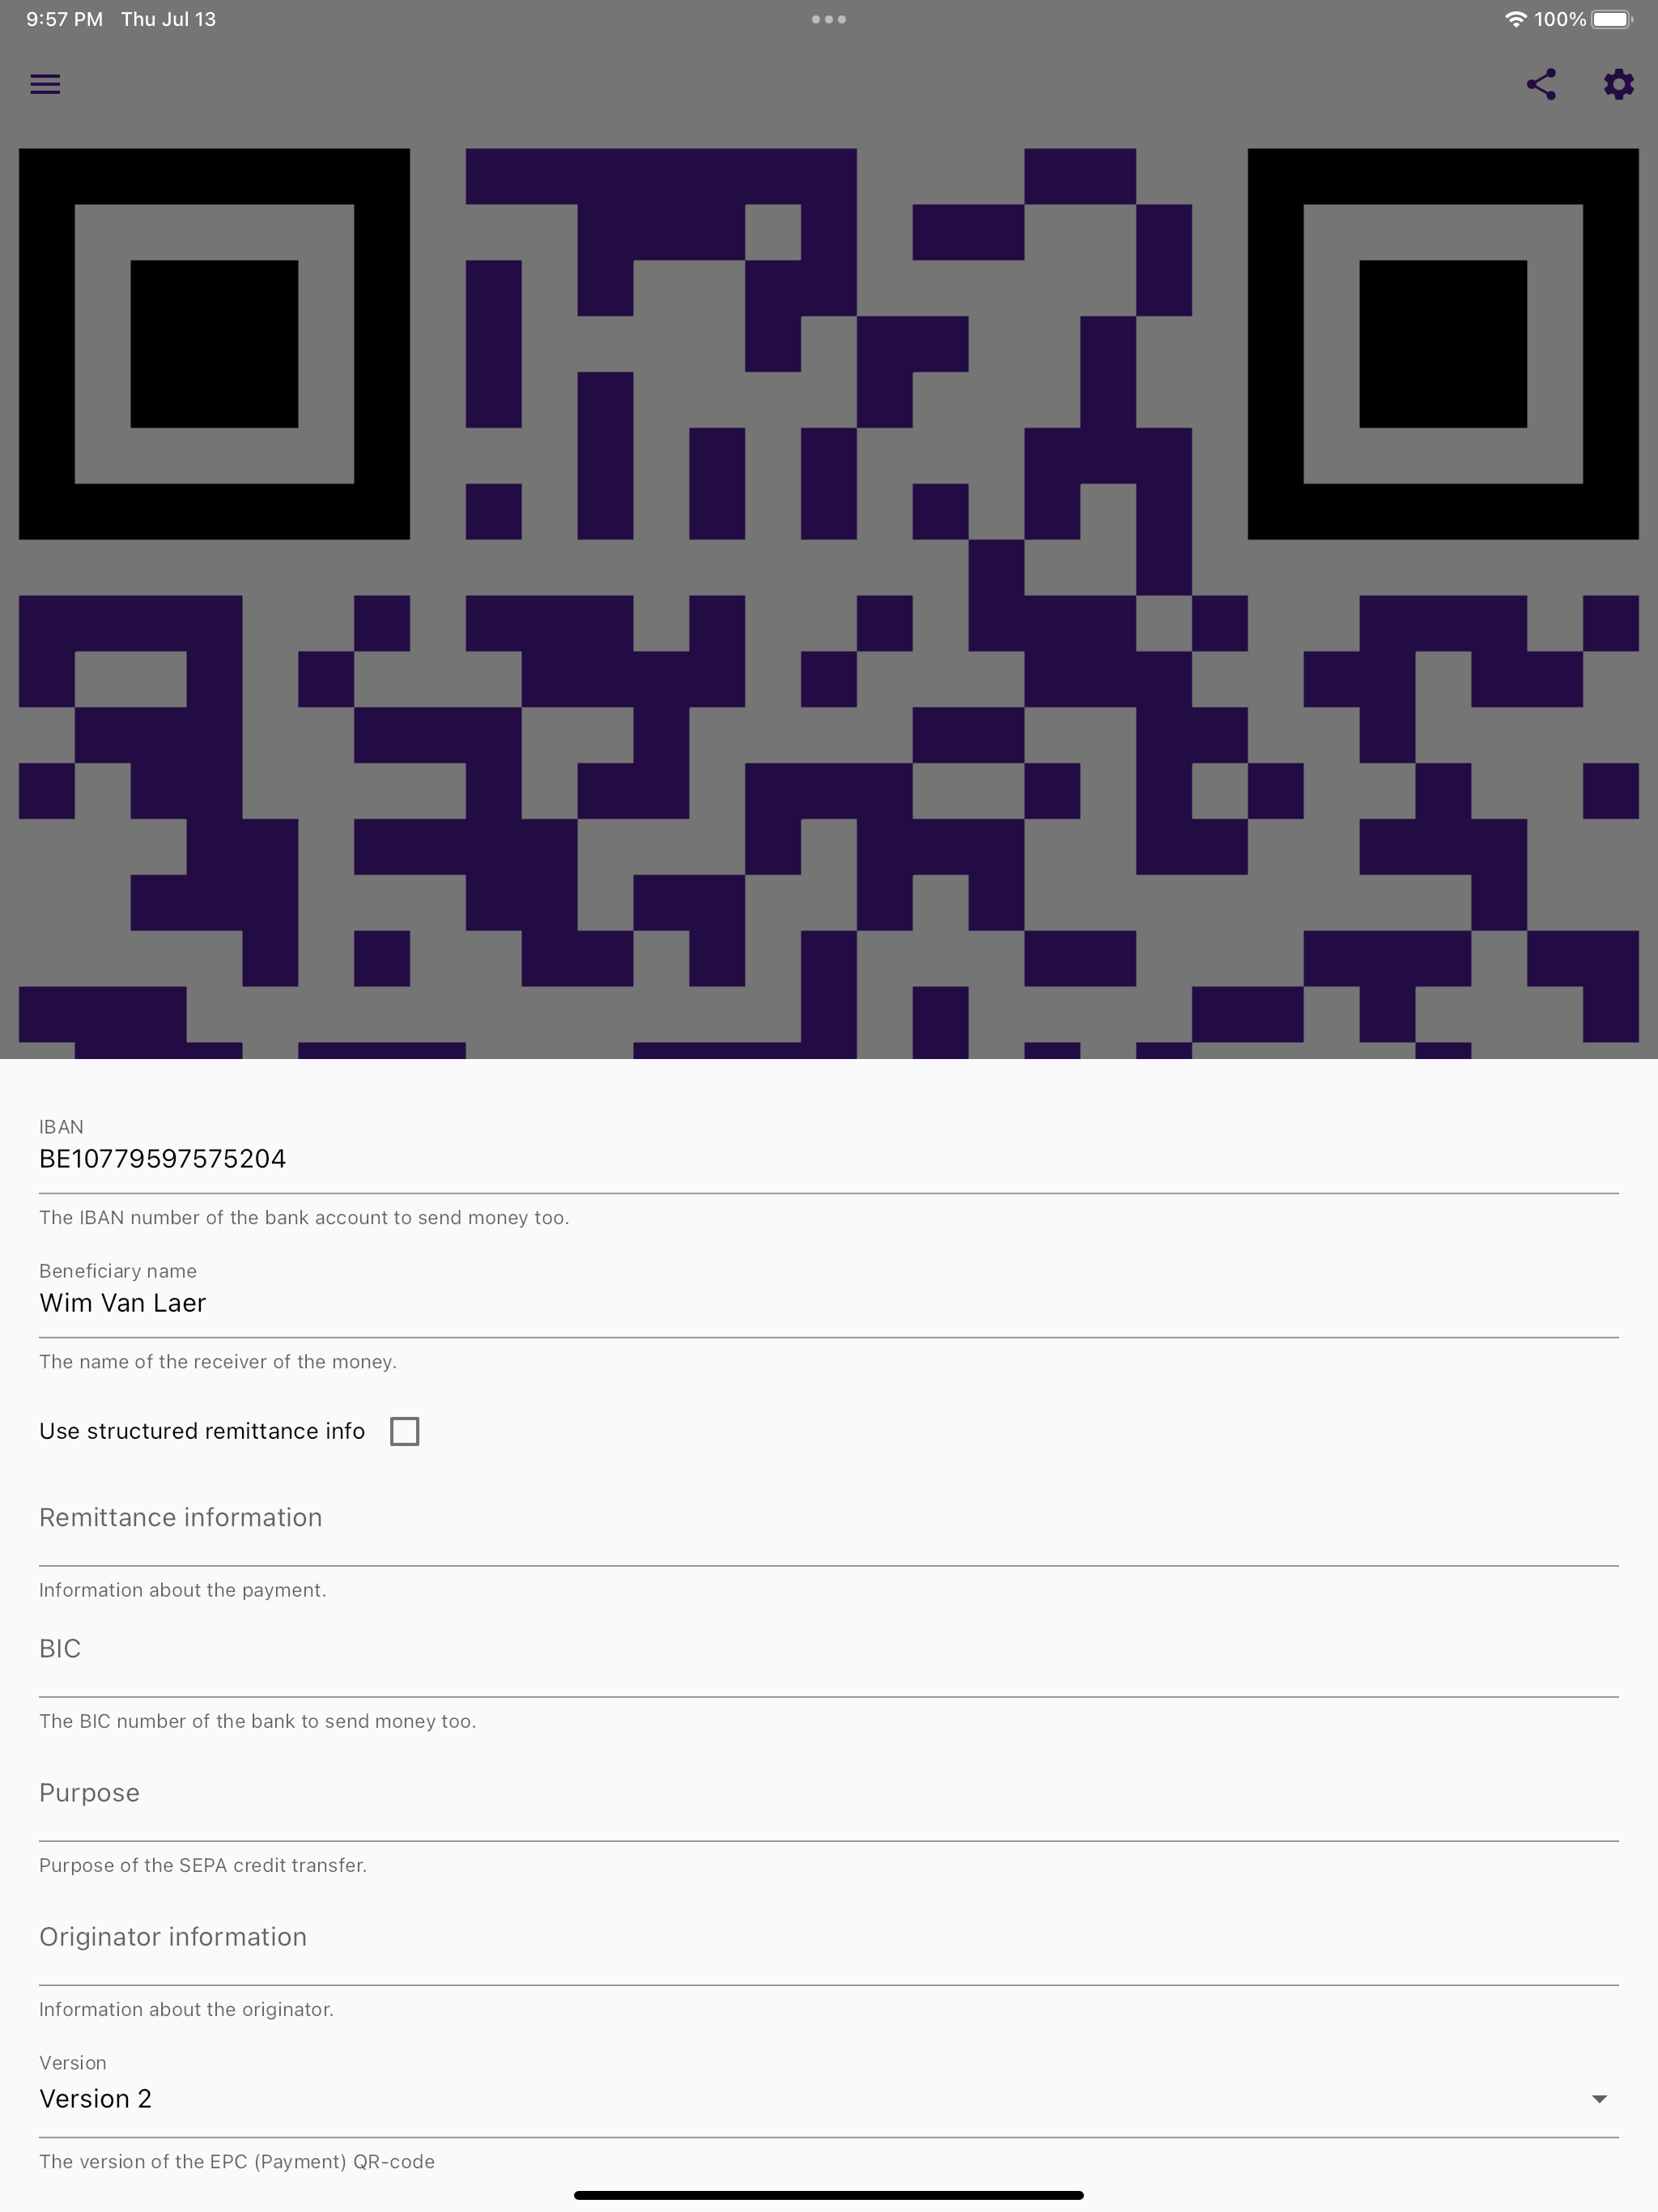 9:57 PM Thu Jul 13
100%
IBAN
BE10779597575204
The IBAN number of the bank account to send money too.
Beneficiary name
Wim Van Laer
The name of the receiver of the money.
Use structured remittance info
Remittance information
Information about the payment.
BIC
The BIC number of the bank to send money too.
Purpose
Purpose of the SEPA credit transfer.
Originator information
Information about the originator.
Version
Version 2
The version of the EPC (Payment) QR-code